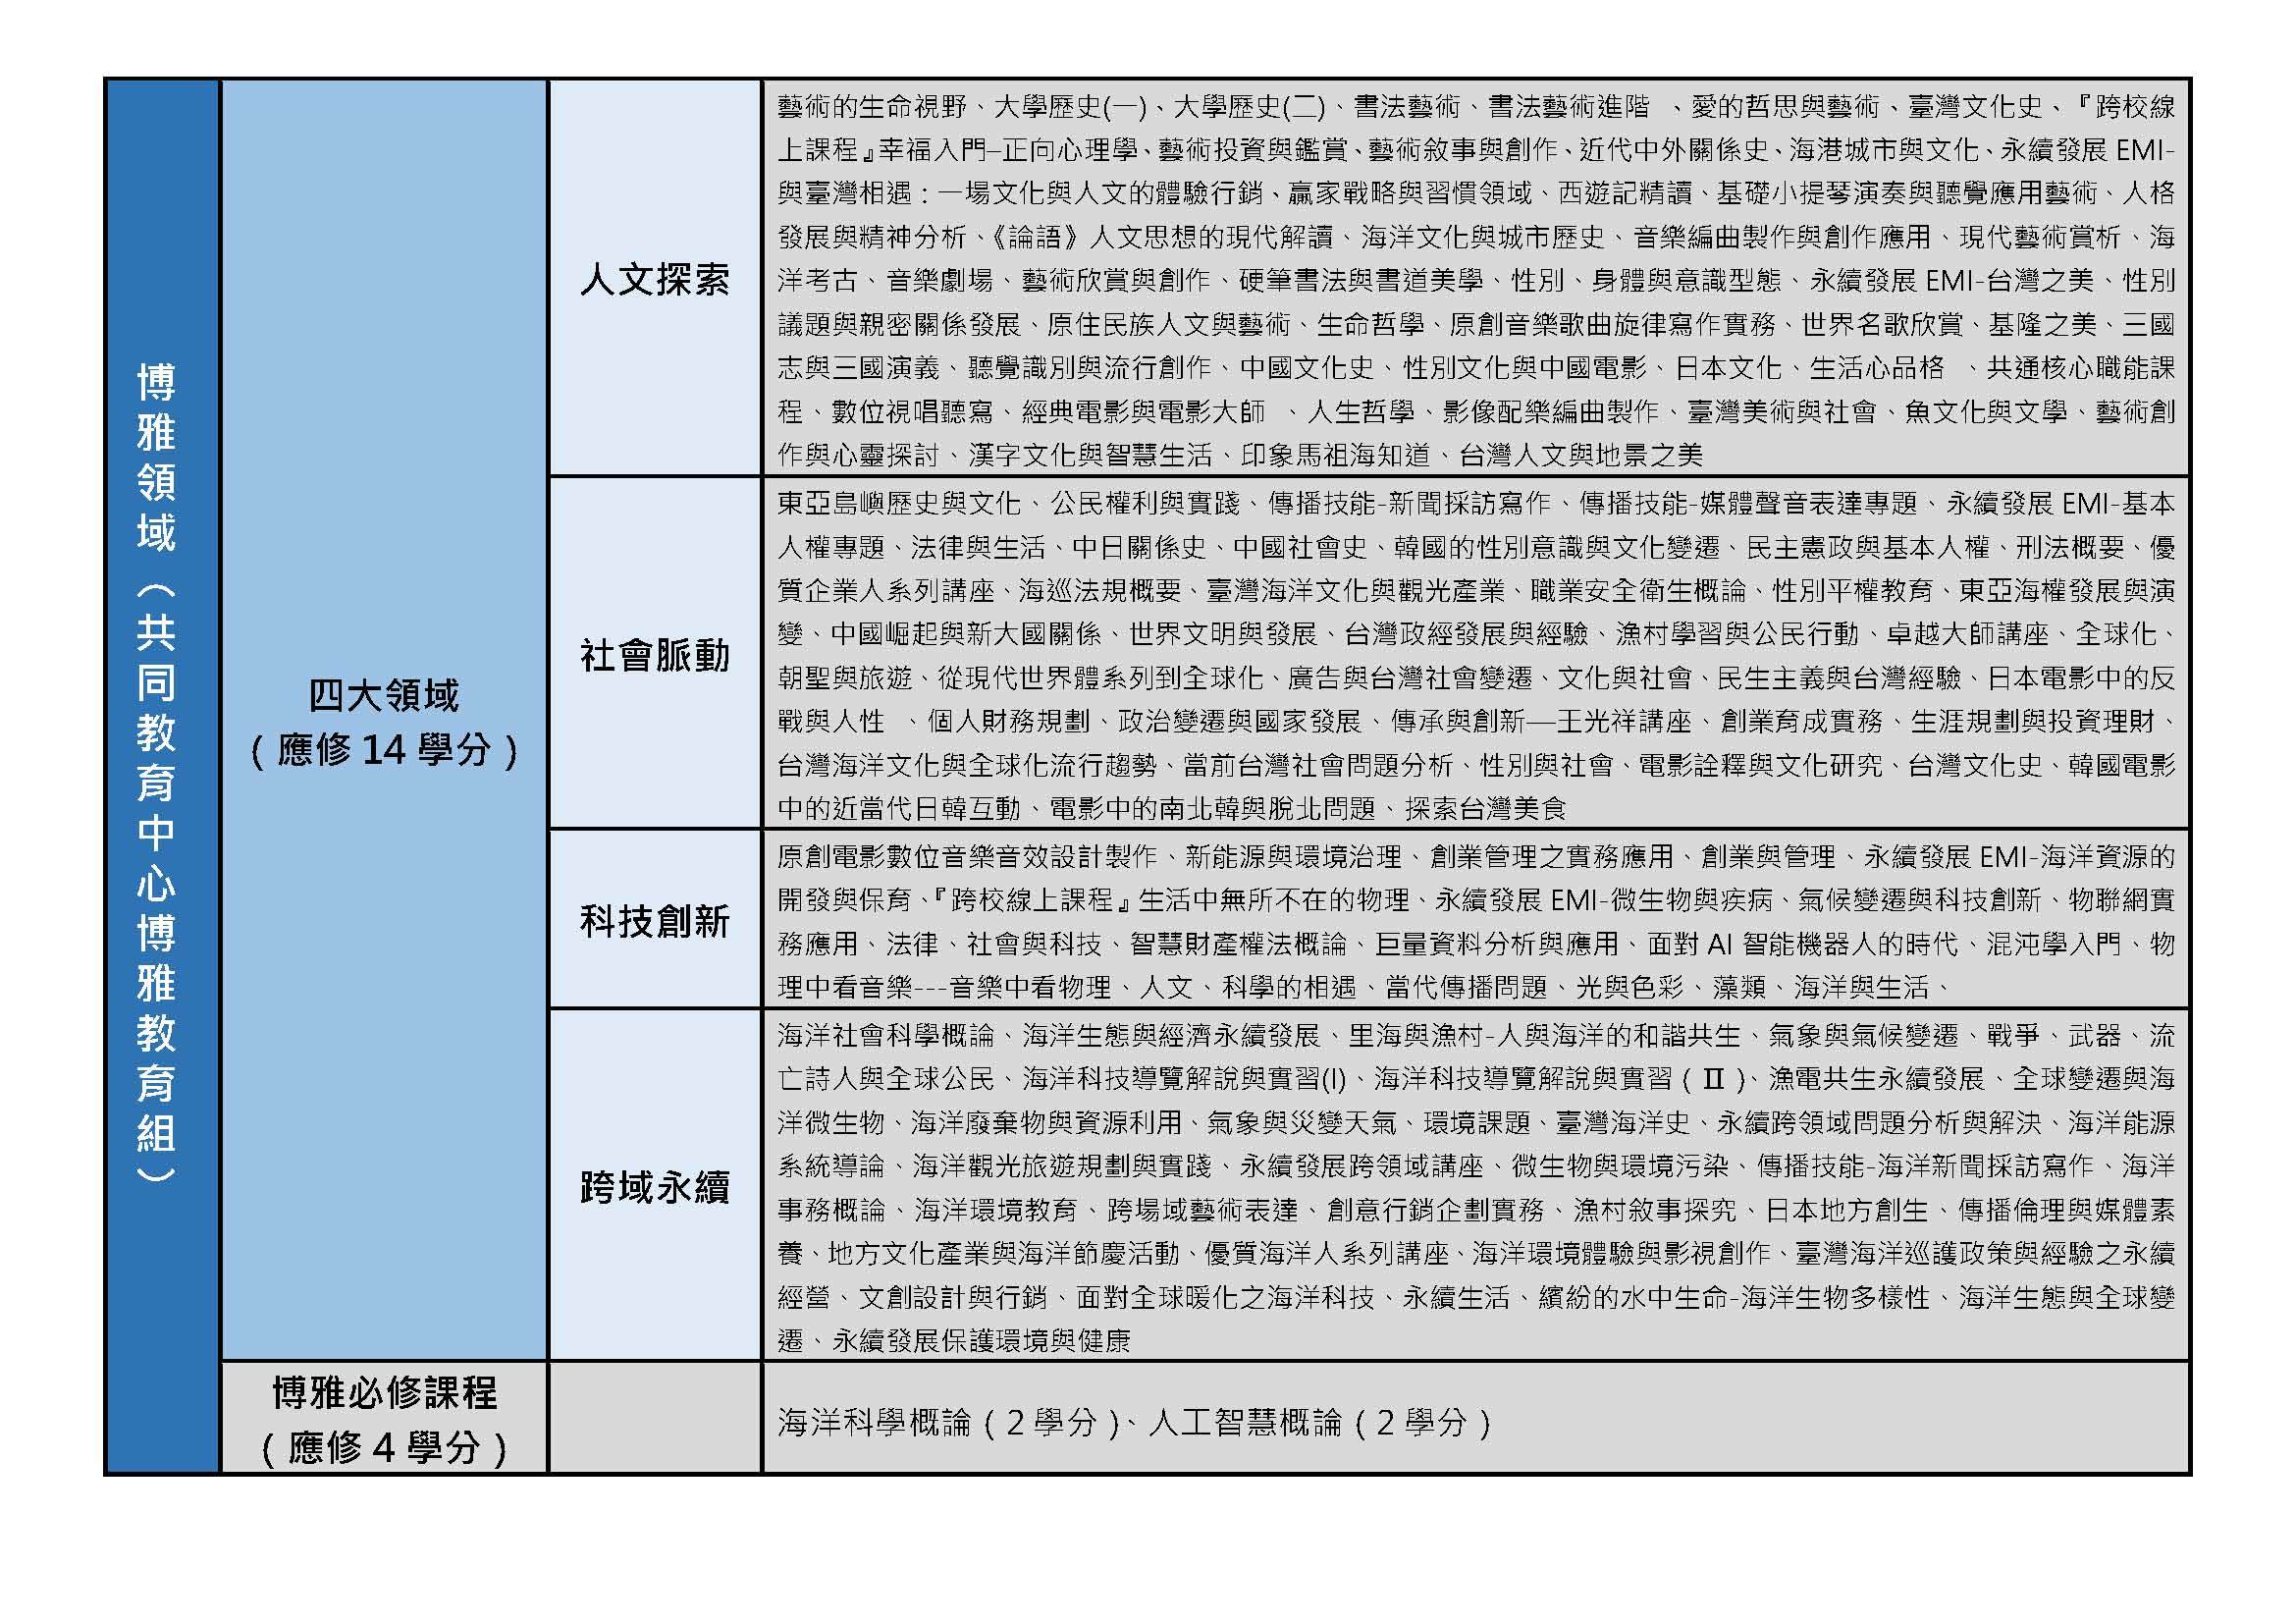 博雅領域（共同教育中心博雅教育組）
四大領域
（應修 14 學分）
人文探索
藝術的生命視野、大學歷史(一)、大學歷史(二)、書法藝術、書法藝術進階 、愛的哲思與藝術、臺灣文化史、『跨校線
上課程』幸福入門–正向心理學、藝術投資與鑑賞、藝術敘事與創作、近代中外關係史、海港城市與文化、永續發展 EMI-
與臺灣相遇：一場文化與人文的體驗行銷、贏家戰略與習慣領域、西遊記精讀、基礎小提琴演奏與聽覺應用藝術、人格
發展與精神分析、《論語》人文思想的現代解讀、海洋文化與城市歷史、音樂編曲製作與創作應用、現代藝術賞析、海
洋考古、音樂劇場、藝術欣賞與創作、硬筆書法與書道美學、性別、身體與意識型態、永續發展 EMI-台灣之美、性別
議題與親密關係發展、原住民族人文與藝術、生命哲學、原創音樂歌曲旋律寫作實務、世界名歌欣賞、基隆之美、三國
志與三國演義、聽覺識別與流行創作、中國文化史、性別文化與中國電影、日本文化、生活心品格 、共通核心職能課
程、數位視唱聽寫、經典電影與電影大師 、人生哲學、影像配樂編曲製作、臺灣美術與社會、魚文化與文學、藝術創
作與心靈探討、漢字文化與智慧生活、印象馬祖海知道、台灣人文與地景之美
社會脈動
東亞島嶼歷史與文化、公民權利與實踐、傳播技能-新聞採訪寫作、傳播技能-媒體聲音表達專題、永續發展 EMI-基本
人權專題、法律與生活、中日關係史、中國社會史、韓國的性別意識與文化變遷、民主憲政與基本人權、刑法概要、優
質企業人系列講座、海巡法規概要、臺灣海洋文化與觀光產業、職業安全衛生概論、性別平權教育、東亞海權發展與演
變、中國崛起與新大國關係、世界文明與發展、台灣政經發展與經驗、漁村學習與公民行動、卓越大師講座、全球化、
朝聖與旅遊、從現代世界體系列到全球化、廣告與台灣社會變遷、文化與社會、民生主義與台灣經驗、日本電影中的反
戰與人性 、個人財務規劃、政治變遷與國家發展、傳承與創新—王光祥講座、創業育成實務、生涯規劃與投資理財、
台灣海洋文化與全球化流行趨勢、當前台灣社會問題分析、性別與社會、電影詮釋與文化研究、台灣文化史、韓國電影
中的近當代日韓互動、電影中的南北韓與脫北問題、探索台灣美食
科技創新
原創電影數位音樂音效設計製作、新能源與環境治理、創業管理之實務應用、創業與管理、永續發展 EMI-海洋資源的
開發與保育、『跨校線上課程』生活中無所不在的物理、永續發展 EMI-微生物與疾病、氣候變遷與科技創新、物聯網實
務應用、法律、社會與科技、智慧財產權法概論、巨量資料分析與應用、面對 AI 智能機器人的時代、混沌學入門、物
理中看音樂---音樂中看物理、人文、科學的相遇、當代傳播問題、光與色彩、藻類、海洋與生活、
跨域永續
海洋社會科學概論、海洋生態與經濟永續發展、里海與漁村-人與海洋的和諧共生、氣象與氣候變遷、戰爭、武器、流
亡詩人與全球公民、海洋科技導覽解說與實習(I)、海洋科技導覽解說與實習（Ⅱ）、漁電共生永續發展、全球變遷與海
洋微生物、海洋廢棄物與資源利用、氣象與災變天氣、環境課題、臺灣海洋史、永續跨領域問題分析與解決、海洋能源
系統導論、海洋觀光旅遊規劃與實踐、永續發展跨領域講座、微生物與環境污染、傳播技能-海洋新聞採訪寫作、海洋
事務概論、海洋環境教育、跨場域藝術表達、創意行銷企劃實務、漁村敘事探究、日本地方創生、傳播倫理與媒體素
養、地方文化產業與海洋節慶活動、優質海洋人系列講座、海洋環境體驗與影視創作、臺灣海洋巡護政策與經驗之永續
經營、文創設計與行銷、面對全球暖化之海洋科技、永續生活、繽紛的水中生命-海洋生物多樣性、海洋生態與全球變
遷、永續發展保護環境與健康
博雅必修課程
（應修 4 學分）
海洋科學概論（2 學分）、人工智慧概論（2 學分）